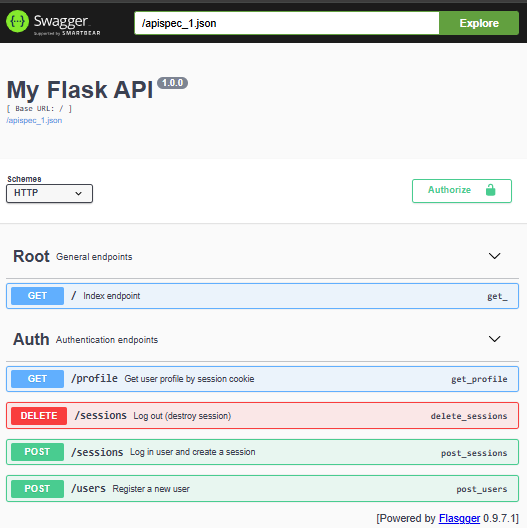 Swagger
Supported by SMARTBEAR
/apispec_1.json
Explore
My Flask API 1.0.0
[ Base URL: / ]
/apispec_1.json
Schemes
HTTP
Authorize
Root General endpoints
GET / Index endpoint get_
Auth Authentication endpoints
GET /profile Get user profile by session cookie get_profile
DELETE /sessions Log out (destroy session) delete_sessions
POST /sessions Log in user and create a session post_sessions
POST /users Register a new user post_users
[Powered by Flasgger 0.9.7.1]